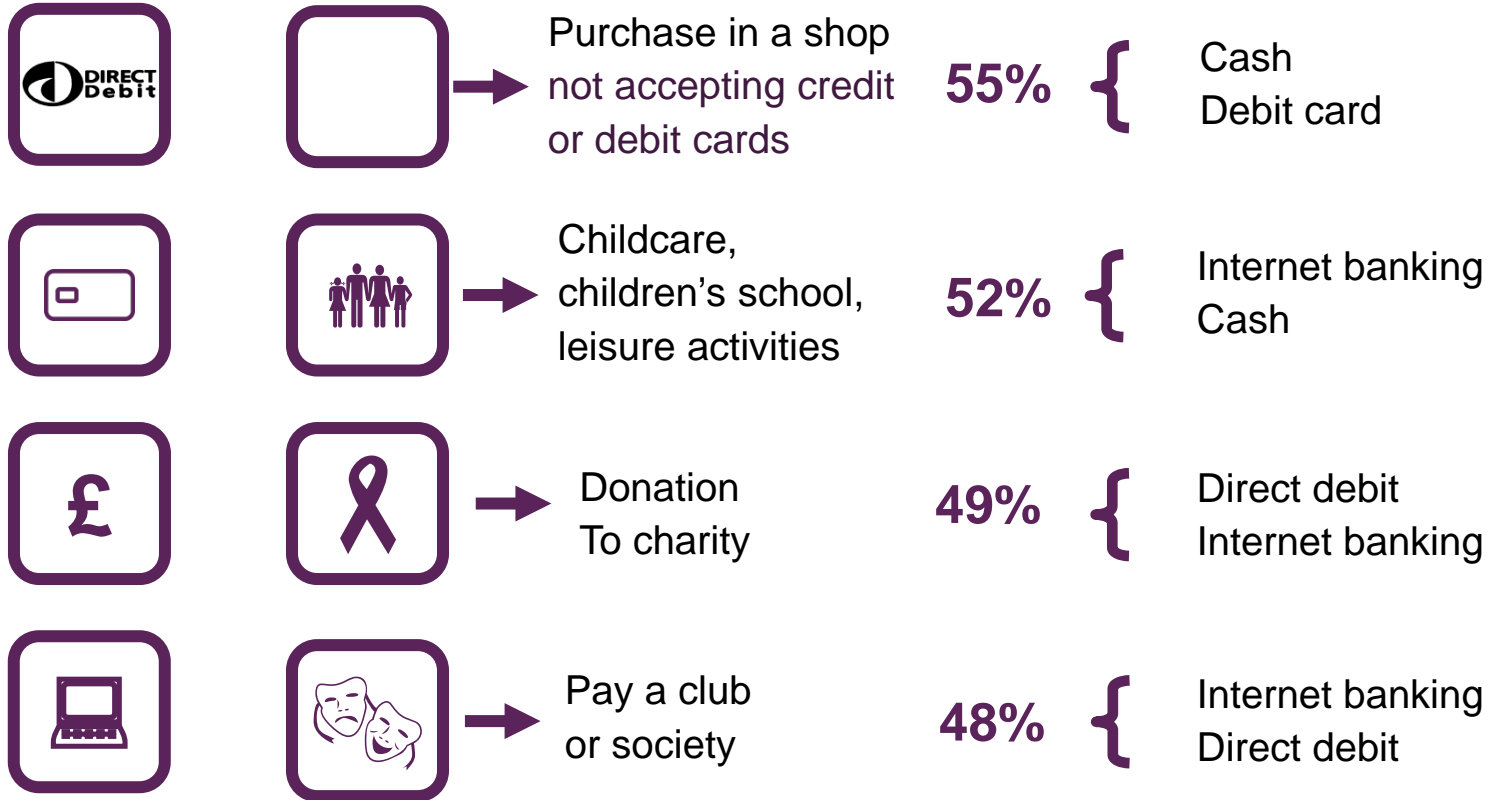 DIRECT
Debit
Purchase in a shop
not accepting credit
or debit cards
55%
Cash
Debit card
Childcare,
children’s school,
leisure activities
52%
Internet banking
Cash
£
Donation
To charity
49%
Direct debit
Internet banking
Pay a club
or society
48%
Internet banking
Direct debit